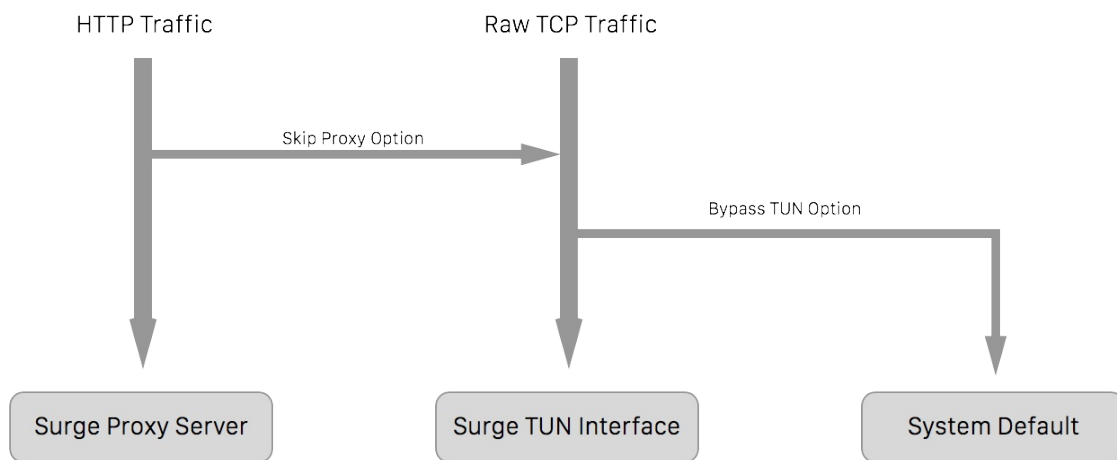 HTTP Traffic
Raw TCP Traffic
Skip Proxy Option
Bypass TUN Option
Surge Proxy Server
Surge TUN Interface
System Default